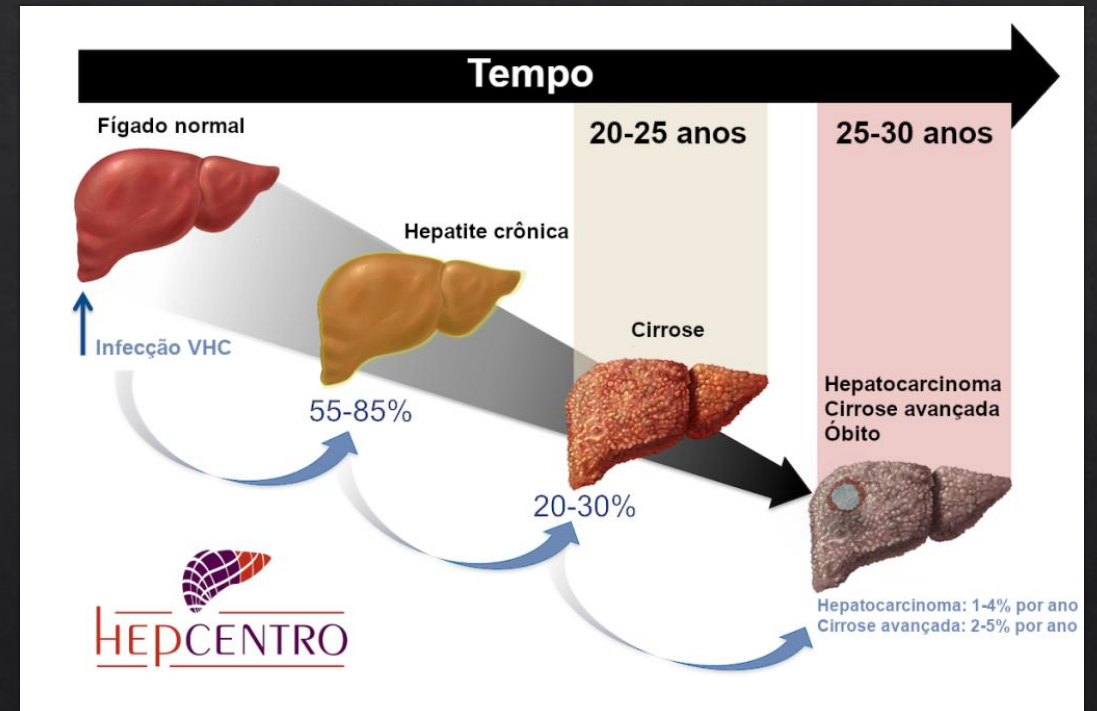 Tempo
Fígado normal
20-25 anos
25-30 anos
Hepatite crônica
Infecção VHC
Cirrose
55-85%
Hepatocarcinoma
Cirrose avançada
Óbito
20-30%
Hepatocarcinoma: 1-4% por ano
Cirrose avançada: 2-5% por ano
HEPCENTRO